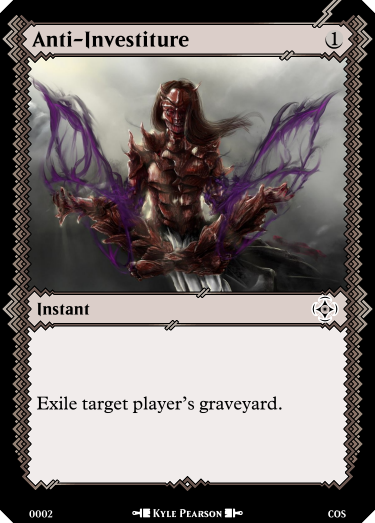 Anti-Investiture 1
Instant
Exile target player's graveyard.
0002 Kyle Pearson COS